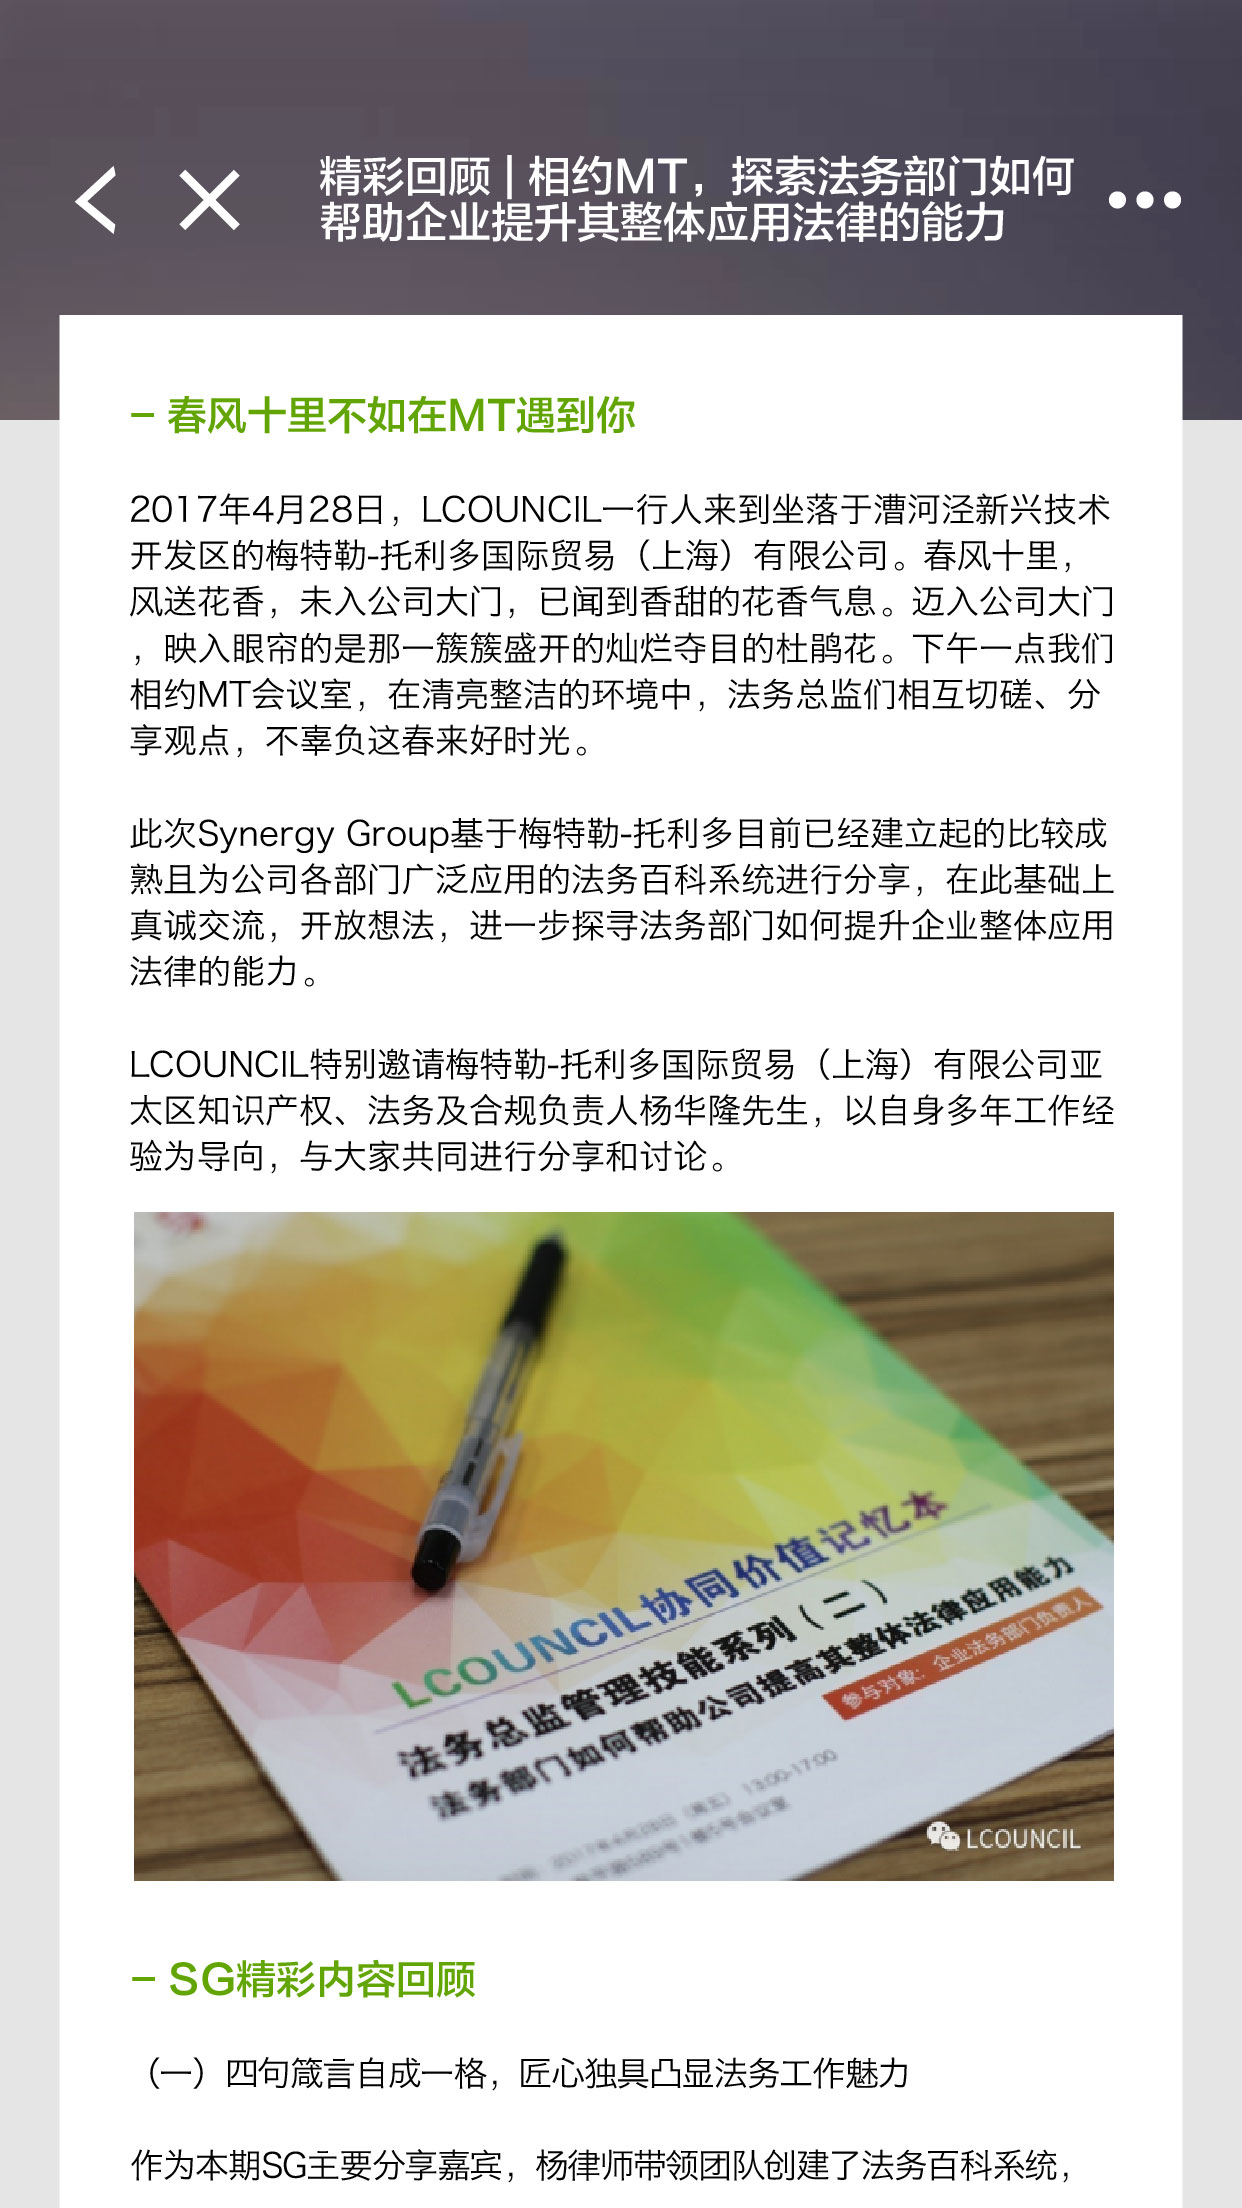 精彩回顾 | 相约MT，探索法务部门如何
帮助企业提升其整体应用法律的能力
– 春风十里不如在MT遇到你
2017年4月28日，LCOUNCIL一行人来到坐落于漕河泾新兴技术
开发区的梅特勒-托利多国际贸易（上海）有限公司。春风十里，
风送花香，未入公司大门，已闻到香甜的花香气息。迈入公司大门
，映入眼帘的是那一簇簇盛开的灿烂夺目的杜鹃花。下午一点我们
相约MT会议室，在清亮整洁的环境中，法务总监们相互切磋、分
享观点，不辜负这春来好时光。
此次Synergy Group基于梅特勒-托利多目前已经建立起的比较成
熟且为公司各部门广泛应用的法务百科系统进行分享，在此基础上
真诚交流，开放想法，进一步探寻法务部门如何提升企业整体应用
法律的能力。
LCOUNCIL特别邀请梅特勒-托利多国际贸易（上海）有限公司亚
太区知识产权、法务及合规负责人杨华隆先生，以自身多年工作经
验为导向，与大家共同进行分享和讨论。
LCOUNCIL协同价值记忆本
法务总监管理技能系列（二）
法务部门如何帮助公司提高其整体法律应用能力
参与对象：企业法务部门负责人
2017年4月28日（周五） 13:00-17:00
LCOUNCIL
– SG精彩内容回顾
（一）四句箴言自成一格，匠心独具凸显法务工作魅力
作为本期SG主要分享嘉宾，杨律师带领团队创建了法务百科系统，